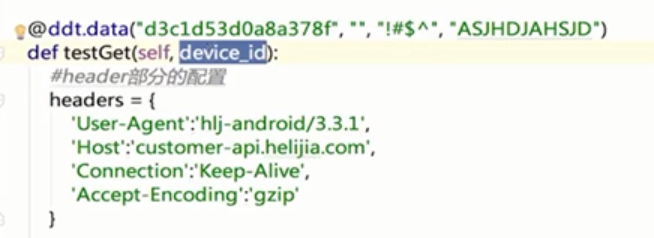 @ddt.data("d3c1d53d0a8a378f", "", "!#$^", "ASJHDJAHSJD")
def testGet(self, device_id):
#header部分的配置
headers = {
'User-Agent':'hlj-android/3.3.1',
'Host':'customer-api.helijia.com',
'Connection':'Keep-Alive',
'Accept-Encoding':'gzip'
}